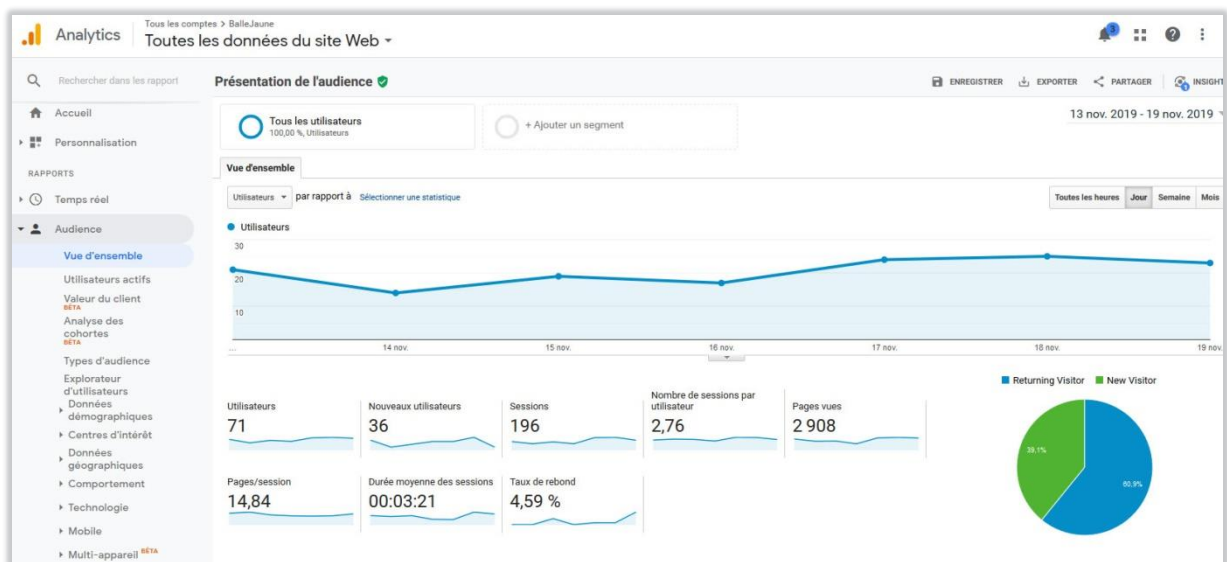 Tous les comptes > BalleJaune
Analytics
Toutes les données du site Web
3
Rechercher dans les rapport
Accueil
Personnalisation
RAPPORTS
Temps réel
Audience
Vue d'ensemble
Utilisateurs actifs
Valeur du client
BÊTA
Analyse des
cohortes
BÊTA
Types d'audience
Explorateur
d'utilisateurs
Données
démographiques
Centres d'intérêt
Données
géographiques
Comportement
Technologie
Mobile
Multi-appareil BÊTA
Présentation de l'audience
ENREGISTRER EXPORTER PARTAGER INSIGHT
1
Tous les utilisateurs
100,00 %, Utilisateurs
+ Ajouter un segment
13 nov. 2019 - 19 nov. 2019
Vue d'ensemble
Utilisateurs par rapport à Sélectionner une statistique
Toutes les heures Jour Semaine Mois
Utilisateurs
30
20
10
... 14 nov. 15 nov. 16 nov. 17 nov. 18 nov. 19 nov.
Returning Visitor New Visitor
Utilisateurs
71
Nouveaux utilisateurs
36
Sessions
196
Nombre de sessions par
utilisateur
2,76
Pages vues
2 908
Pages/session
14,84
Durée moyenne des sessions
00:03:21
Taux de rebond
4,59 %
39,1%
60,9%